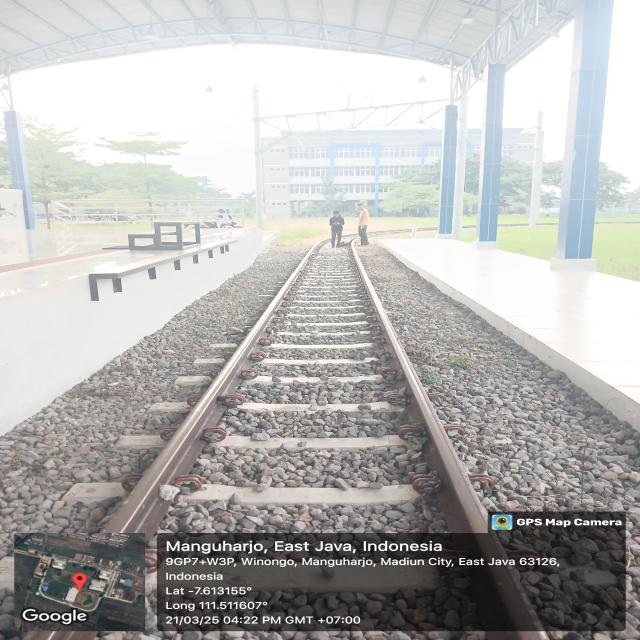 GPS Map Camera
Manguharjo, East Java, Indonesia
9GP7+W3P, Winongo, Manguharjo, Madiun City, East Java 63126,
Indonesia
Lat -7.613155°
Long 111.511607°
21/03/25 04:22 PM GMT +07:00
Google